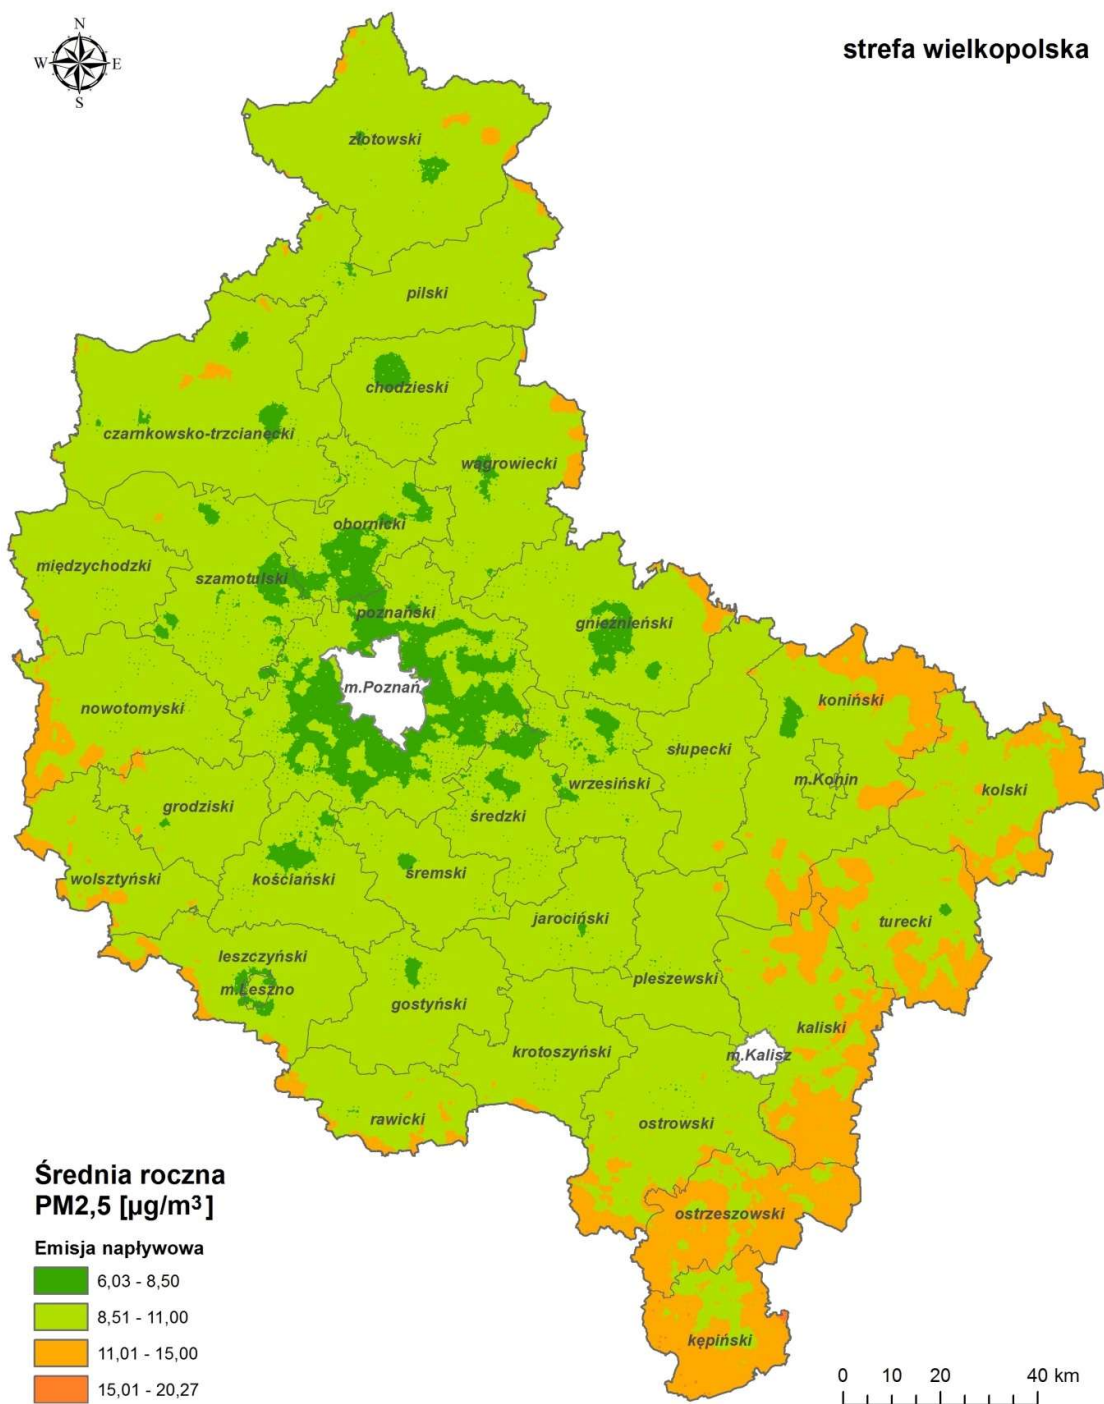 N
W E
S
strefa wielkopolska
złotowski
pilski
chodzieski
czarnkowsko-trzcianecki
wągrowiecki
obornicki
międzychodzki
szamotulski
poznański
gnieźnieński
m.Poznań
nowotomyski
koniński
słupecki
m.Konin
wrzesiński
kolski
grodziski
średzki
wolsztyński
kościański
śremski
jarociński
turecki
leszczyński
m.Leszno
gostyński
pleszewski
kaliski
krotoszyński
m.Kalisz
rawicki
ostrowski
ostrzeszowski
kępiński
Średnia roczna
PM2,5 [µg/m3]
Emisja napływowa
6,03 - 8,50
8,51 - 11,00
11,01 - 15,00
15,01 - 20,27
0 10 20 40 km